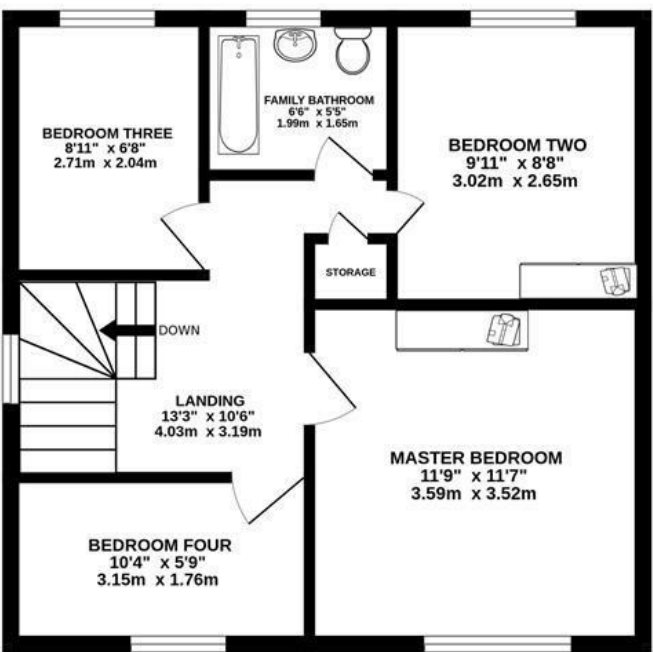 BEDROOM THREE
8'11" x 6'8"
2.71m x 2.04m
FAMILY BATHROOM
6'6" x 5'5"
1.99m x 1.65m
BEDROOM TWO
9'11" x 8'8"
3.02m x 2.65m
STORAGE
DOWN
LANDING
13'3" x 10'6"
4.03m x 3.19m
MASTER BEDROOM
11'9" x 11'7"
3.59m x 3.52m
BEDROOM FOUR
10'4" x 5'9"
3.15m x 1.76m